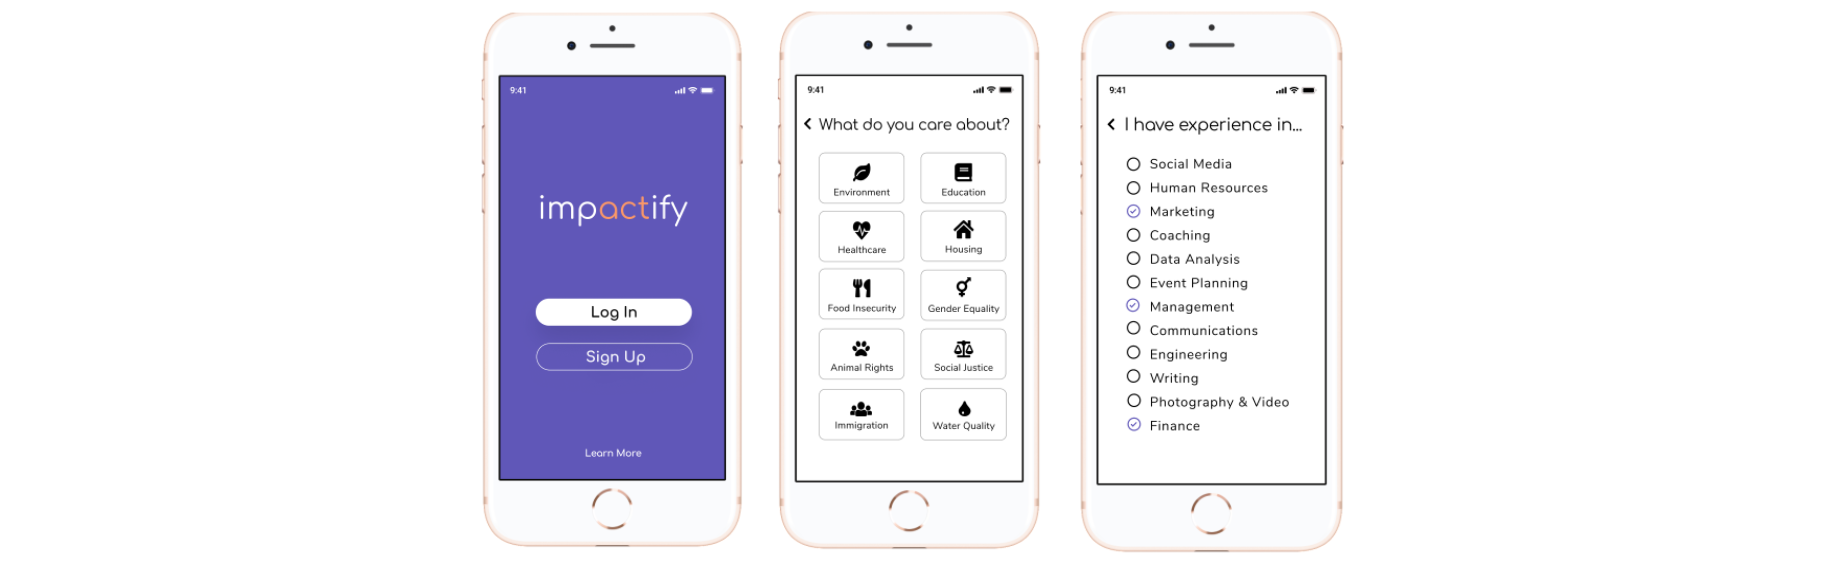 9:41
impactify
Log In
Sign Up
Learn More
9:41
What do you care about?
Environment
Education
Healthcare
Housing
Food Insecurity
Gender Equality
Animal Rights
Social Justice
Immigration
Water Quality
9:41
I have experience in...
Social Media
Human Resources
Marketing
Coaching
Data Analysis
Event Planning
Management
Communications
Engineering
Writing
Photography & Video
Finance